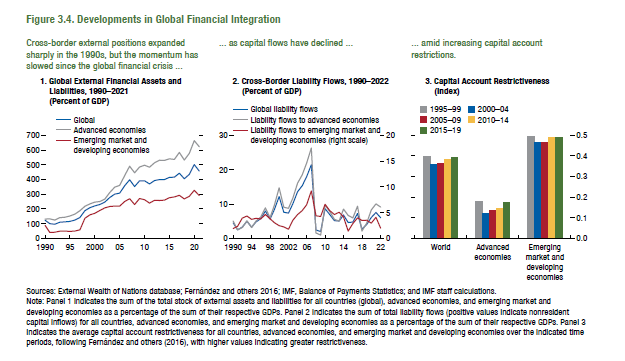 Figure 3.4. Developments in Global Financial Integration
Cross-border external positions expanded
sharply in the 1990s, but the momentum has
slowed since the global financial crisis ...
... as capital flows have declined ...
... amid increasing capital account
restrictions.
1. Global External Financial Assets and
Liabilities, 1990–2021
(Percent of GDP)
Global
Advanced economies
Emerging market and
developing economies
700
600
500
400
300
200
100
0
1990 95 2000 05 10 15 20
2. Cross-Border Liability Flows, 1990–2022
(Percent of GDP)
Global liability flows
Liability flows to advanced economies
Liability flows to emerging market and
developing economies (right scale)
30
20
10
0
20
15
10
5
0
1990 94 98 2002 06 10 14 18 22
3. Capital Account Restrictiveness
(Index)
1995–99 2000–04
2005–09 2010–14
2015–19
0.5
0.4
0.3
0.2
0.1
0.0
World
Advanced
economies
Emerging
market and
developing
economies
Sources: External Wealth of Nations database; Fernández and others 2016; IMF, Balance of Payments Statistics; and IMF staff calculations.
Note: Panel 1 indicates the sum of the total stock of external assets and liabilities for all countries (global), advanced economies, and emerging market and
developing economies as a percentage of the sum of their respective GDPs. Panel 2 indicates the sum of total liability flows (positive values indicate nonresident
capital inflows) for all countries, advanced economies, and emerging market and developing economies as a percentage of the sum of their respective GDPs. Panel 3
indicates the average capital account restrictiveness for all countries, advanced economies, and emerging market and developing economies over the indicated time
periods, following Fernández and others (2016), with higher values indicating greater restrictiveness.